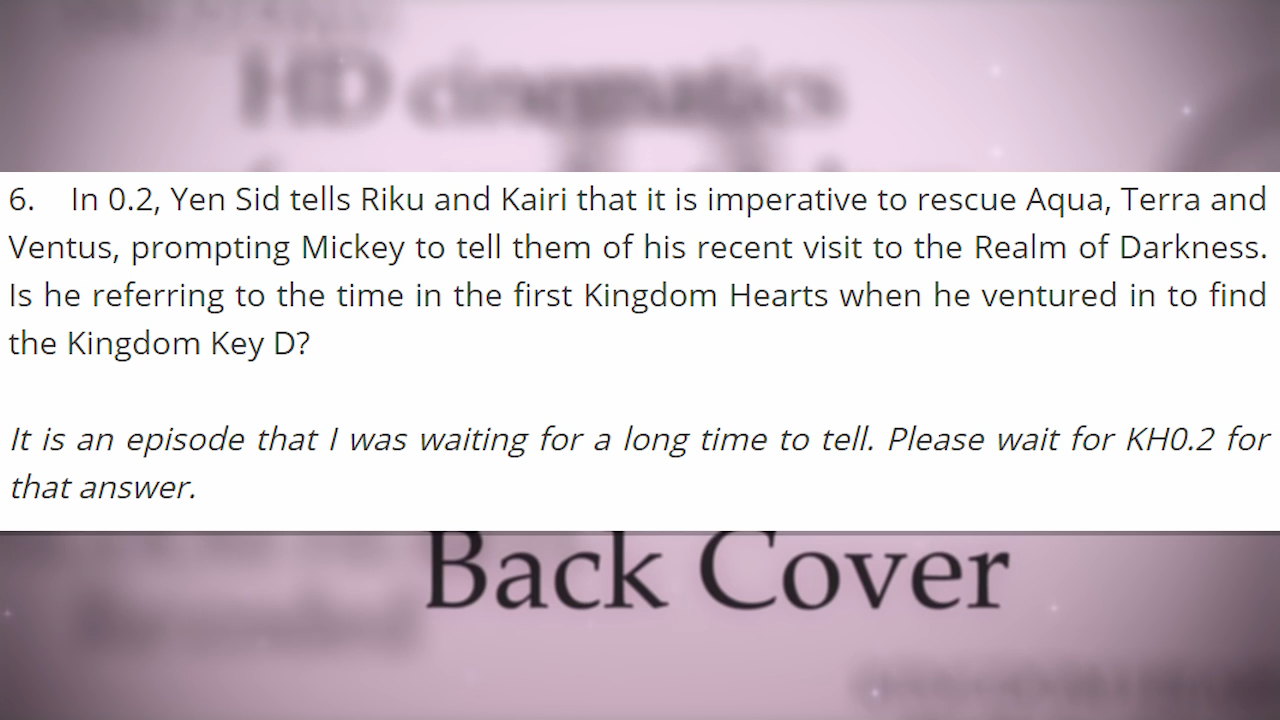 HD cinematics
6. In 0.2, Yen Sid tells Riku and Kairi that it is imperative to rescue Aqua, Terra and
Ventus, prompting Mickey to tell them of his recent visit to the Realm of Darkness.
Is he referring to the time in the first Kingdom Hearts when he ventured in to find
the Kingdom Key D?
It is an episode that I was waiting for a long time to tell. Please wait for KH0.2 for
that answer.
Back Cover